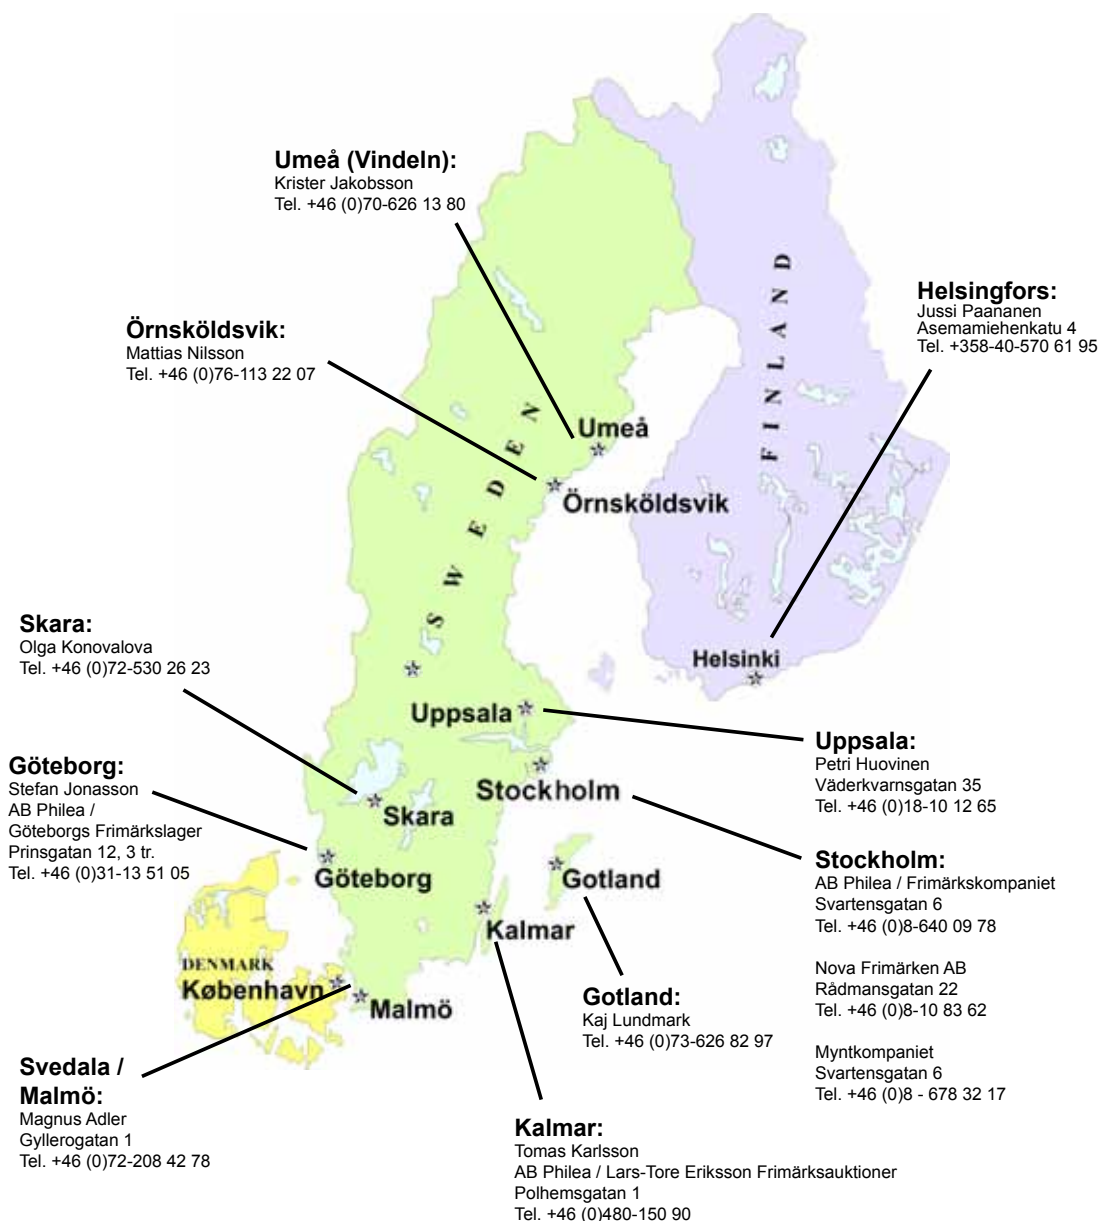 Umeå (Vindeln):
Krister Jakobsson
Tel. +46 (0)70-626 13 80
Örnsköldsvik:
Mattias Nilsson
Tel. +46 (0)76-113 22 07
Helsingfors:
Jussi Paananen
Asemamiehenkatu 4
Tel. +358-40-570 61 95
FINLAND
SWEDEN
Umeå
Örnsköldsvik
Helsinki
Skara:
Olga Konovalova
Tel. +46 (0)72-530 26 23
Uppsala
Stockholm
Skara
Göteborg:
Stefan Jonasson
AB Philea /
Göteborgs Frimärkslager
Prinsgatan 12, 3 tr.
Tel. +46 (0)31-13 51 05
Göteborg
Gotland
Kalmar
DENMARK
København
Malmö
Uppsala:
Petri Huovinen
Väderkvarnsgatan 35
Tel. +46 (0)18-10 12 65
Stockholm:
AB Philea / Frimärkskompaniet
Svartensgatan 6
Tel. +46 (0)8-640 09 78
Nova Frimärken AB
Rådmansgatan 22
Tel. +46 (0)8-10 83 62
Myntkompaniet
Svartensgatan 6
Tel. +46 (0)8 - 678 32 17
Gotland:
Kaj Lundmark
Tel. +46 (0)73-626 82 97
Svedala /
Malmö:
Magnus Adler
Gyllerogatan 1
Tel. +46 (0)72-208 42 78
Kalmar:
Tomas Karlsson
AB Philea / Lars-Tore Eriksson Frimärksauktioner
Polhemsgatan 1
Tel. +46 (0)480-150 90